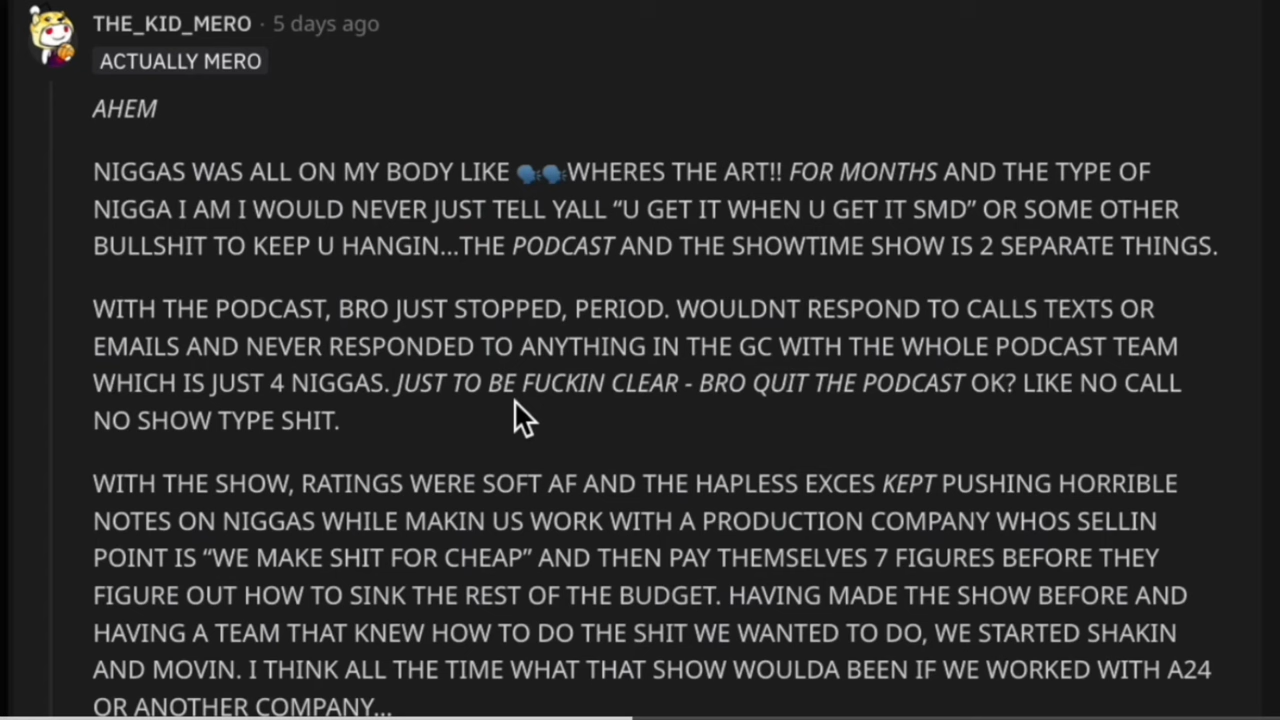 THE_KID_MERO · 5 days ago
ACTUALLY MERO
AHEM
NIGGAS WAS ALL ON MY BODY LIKE 🗣️🗣️WHERES THE ART!! FOR MONTHS AND THE TYPE OF
NIGGA I AM I WOULD NEVER JUST TELL YALL “U GET IT WHEN U GET IT SMD” OR SOME OTHER
BULLSHIT TO KEEP U HANGIN...THE PODCAST AND THE SHOWTIME SHOW IS 2 SEPARATE THINGS.
WITH THE PODCAST, BRO JUST STOPPED, PERIOD. WOULDNT RESPOND TO CALLS TEXTS OR
EMAILS AND NEVER RESPONDED TO ANYTHING IN THE GC WITH THE WHOLE PODCAST TEAM
WHICH IS JUST 4 NIGGAS. JUST TO BE FUCKIN CLEAR - BRO QUIT THE PODCAST OK? LIKE NO CALL
NO SHOW TYPE SHIT.
WITH THE SHOW, RATINGS WERE SOFT AF AND THE HAPLESS EXCES KEPT PUSHING HORRIBLE
NOTES ON NIGGAS WHILE MAKIN US WORK WITH A PRODUCTION COMPANY WHOS SELLIN
POINT IS “WE MAKE SHIT FOR CHEAP” AND THEN PAY THEMSELVES 7 FIGURES BEFORE THEY
FIGURE OUT HOW TO SINK THE REST OF THE BUDGET. HAVING MADE THE SHOW BEFORE AND
HAVING A TEAM THAT KNEW HOW TO DO THE SHIT WE WANTED TO DO, WE STARTED SHAKIN
AND MOVIN. I THINK ALL THE TIME WHAT THAT SHOW WOULDA BEEN IF WE WORKED WITH A24
OR ANOTHER COMPANY...